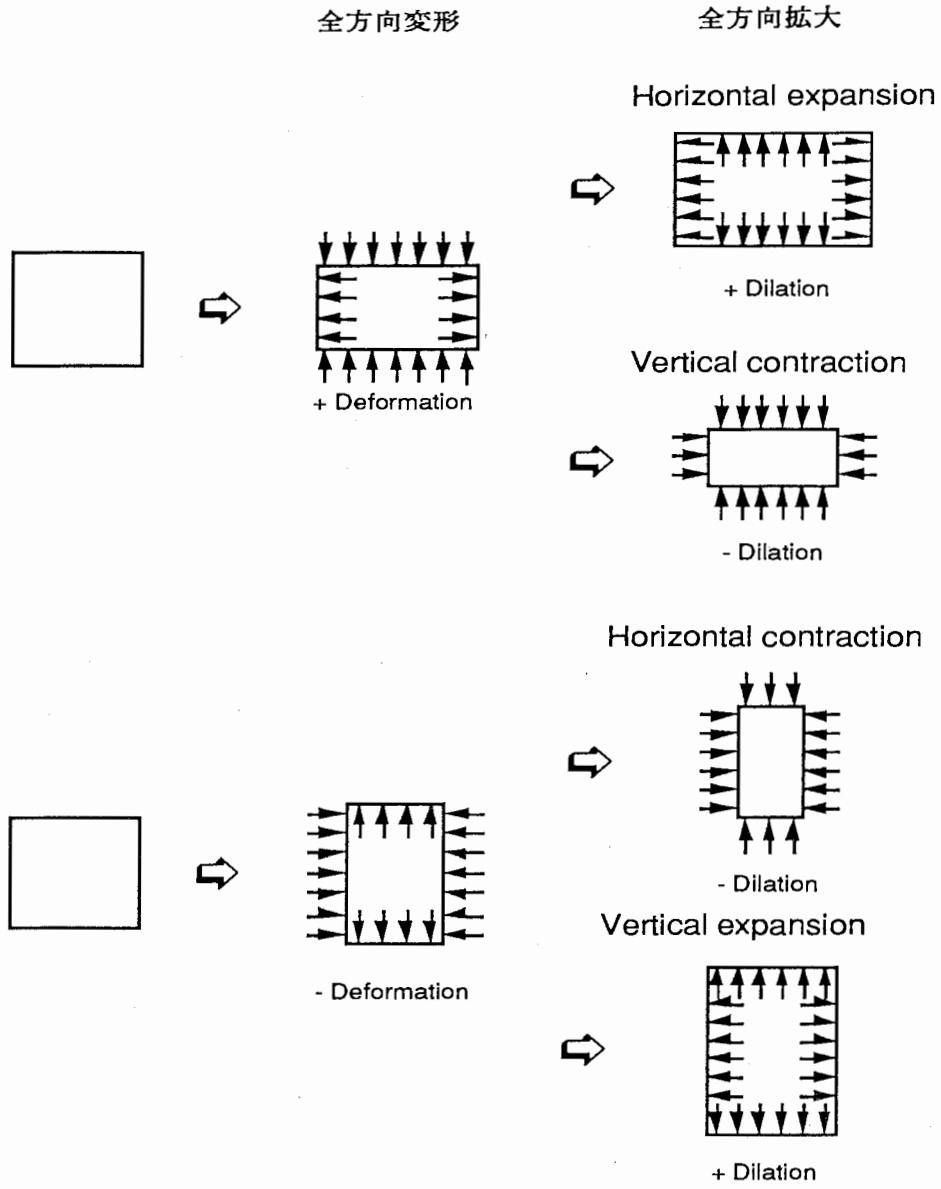 全方向変形
全方向拡大
Horizontal expansion
+ Dilation
+ Deformation
Vertical contraction
- Dilation
Horizontal contraction
- Dilation
- Deformation
Vertical expansion
+ Dilation